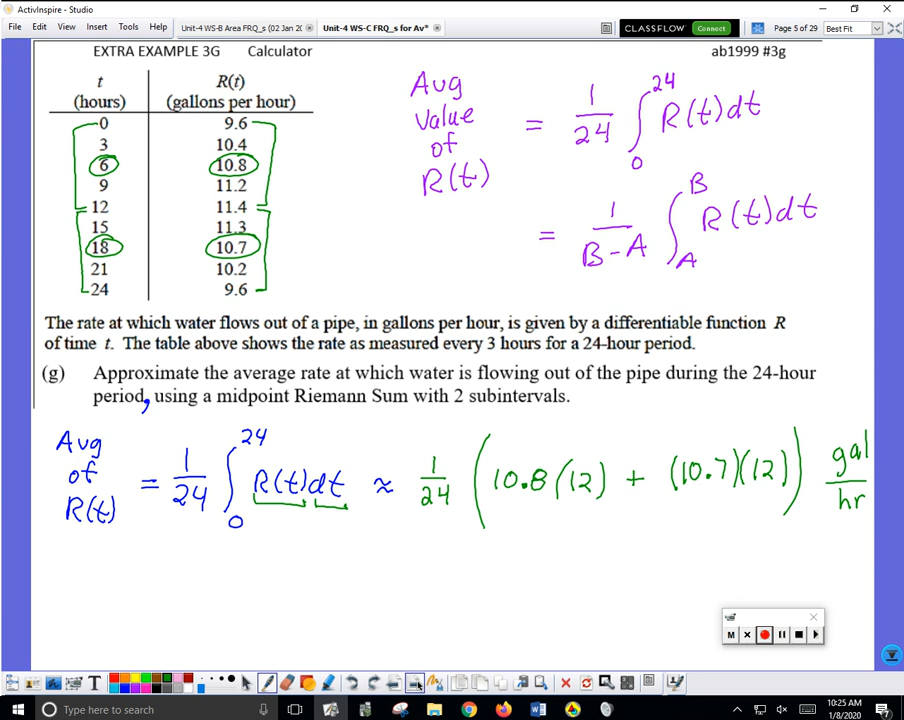 ActivInspire - Studio
File Edit View Insert Tools Help
Unit-4 WS-B Area FRQ_s (02 Jan 20
Unit-4 WS-C FRQ_s for Av*
CLASSFLOW Connect
Page 5 of 29
Best Fit
EXTRA EXAMPLE 3G Calculator ab1999 #3g
t R(t)
(hours) (gallons per hour)
0 9.6
3 10.4
6 10.8
9 11.2
12 11.4
15 11.3
18 10.7
21 10.2
24 9.6
Avg Value of R(t) = 1/24 ∫_0^24 R(t)dt
= 1/(B-A) ∫_A^B R(t)dt
The rate at which water flows out of a pipe, in gallons per hour, is given by a differentiable function R
of time t. The table above shows the rate as measured every 3 hours for a 24-hour period.
(g) Approximate the average rate at which water is flowing out of the pipe during the 24-hour
period, using a midpoint Riemann Sum with 2 subintervals.
Avg of R(t) = 1/24 ∫_0^24 R(t)dt ≈ 1/24 (10.8(12) + (10.7)(12)) gal/hr
M
T
Type here to search
10:25 AM
1/8/2020